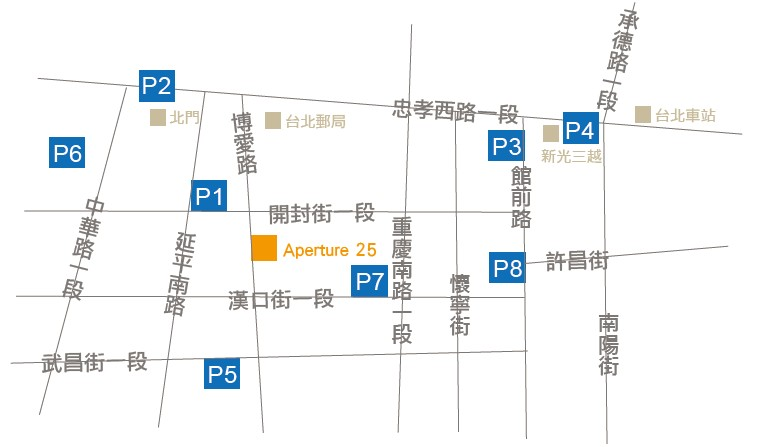 承德路一段
P2
忠孝西路一段
北門
博愛路
台北郵局
P4
台北車站
P6
P3
新光三越
館前路
P1
中華路一段
開封街一段
重慶南路一段
延平南路
Aperture 25
許昌街
P8
P7
懷寧街
漢口街一段
南陽街
武昌街一段
P5